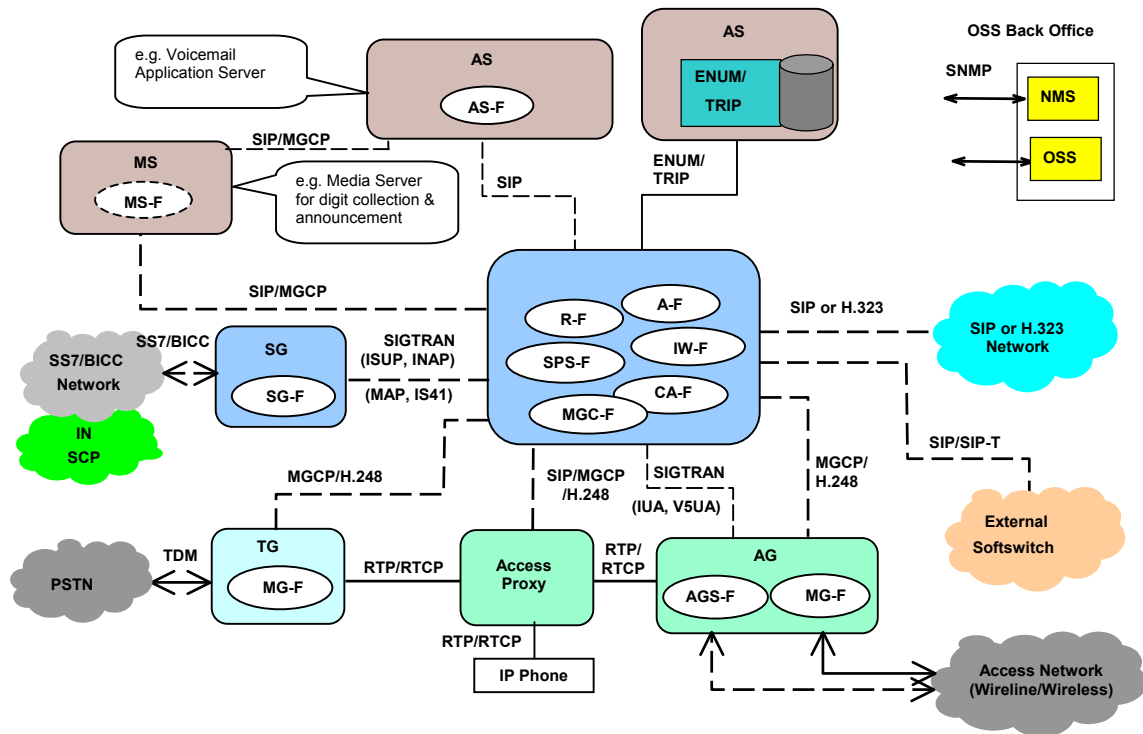 e.g. Voicemail
Application Server
AS
AS-F
AS
ENUM/
TRIP
OSS Back Office
SNMP
NMS
OSS
SIP/MGCP
MS
MS-F
e.g. Media Server
for digit collection &
announcement
SIP
ENUM/
TRIP
SIP/MGCP
R-F
A-F
SPS-F
IW-F
CA-F
MGC-F
SIP or H.323
SIP or H.323
Network
SS7/BICC
SS7/BICC
Network
IN
SCP
SG
SG-F
SIGTRAN
(ISUP, INAP)
(MAP, IS41)
SIP/SIP-T
External
Softswitch
MGCP/H.248
SIP/MGCP
/H.248
SIGTRAN
(IUA, V5UA)
MGCP/
H.248
PSTN
TDM
TG
MG-F
RTP/RTCP
Access
Proxy
RTP/
RTCP
AG
AGS-F
MG-F
RTP/RTCP
IP Phone
Access Network
(Wireline/Wireless)